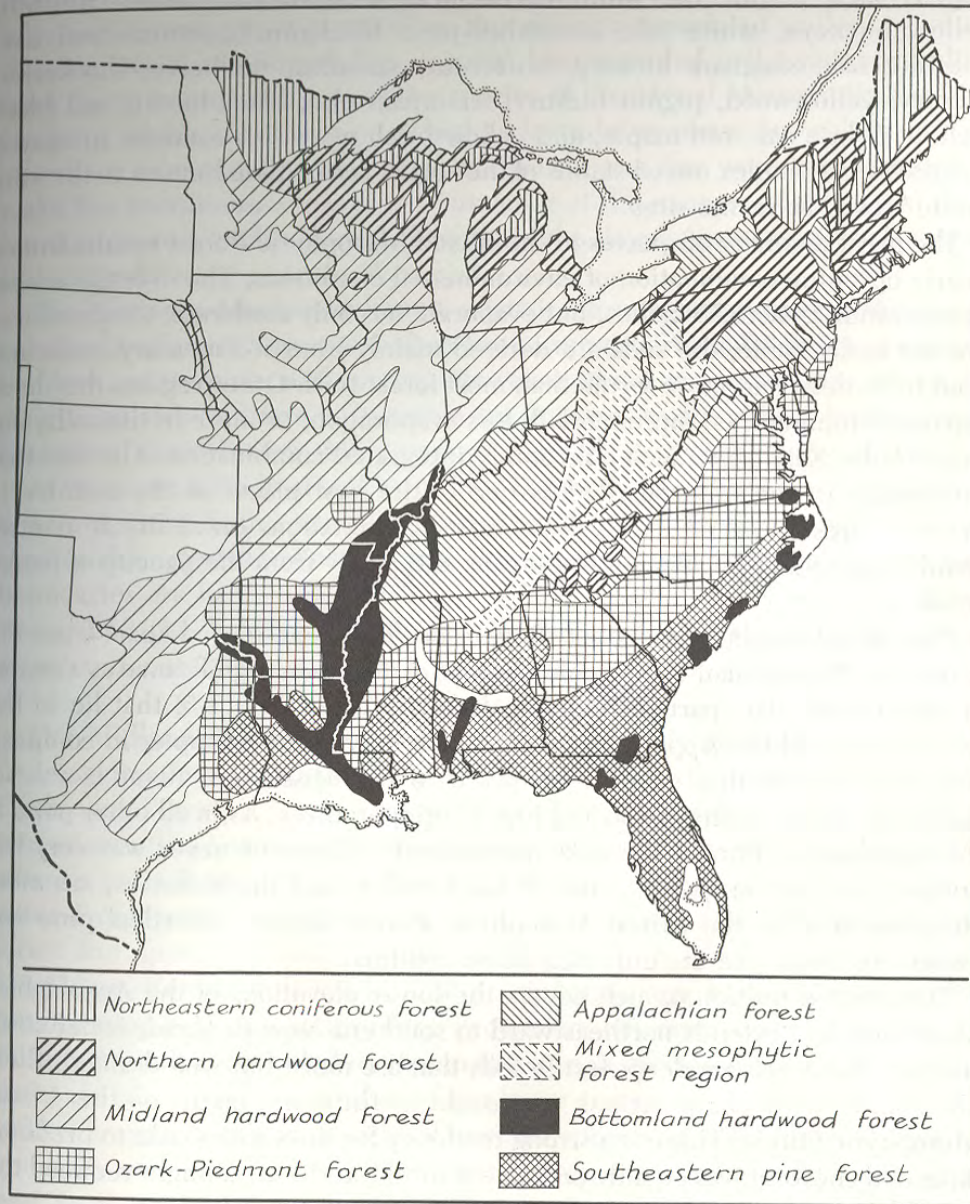 Northeastern coniferous forest
Northern hardwood forest
Midland hardwood forest
Ozark-Piedmont forest
Appalachian forest
Mixed mesophytic
forest region
Bottomland hardwood forest
Southeastern pine forest